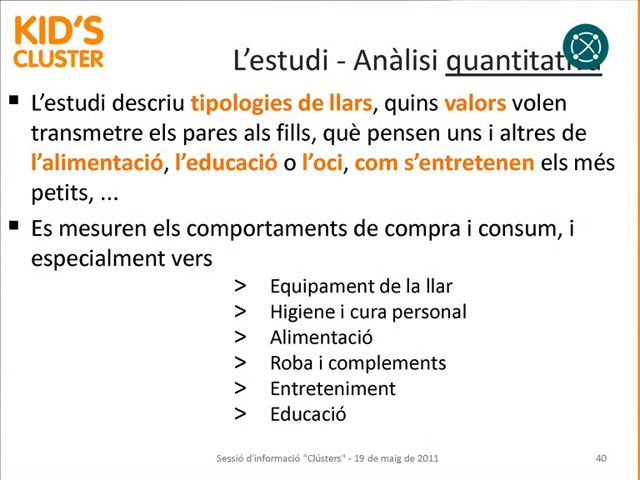 KID'S
CLUSTER
L'estudi - Anàlisi
L'estudi descriu tipologies de llars, quins valors volen
transmetre els pares als fills, què pensen uns i altres de
l'alimentació, l'educació o l'oci, com s'entretenen els més
petits, ...
Es mesuren els comportaments de compra i consum, i
especialment vers
> Equipament de la llar
> Higiene i cura personal
> Alimentació
> Roba i complements
> Entreteniment
> Educació
Sessió d'informació "Clústers" - 19 de maig de 2011
40